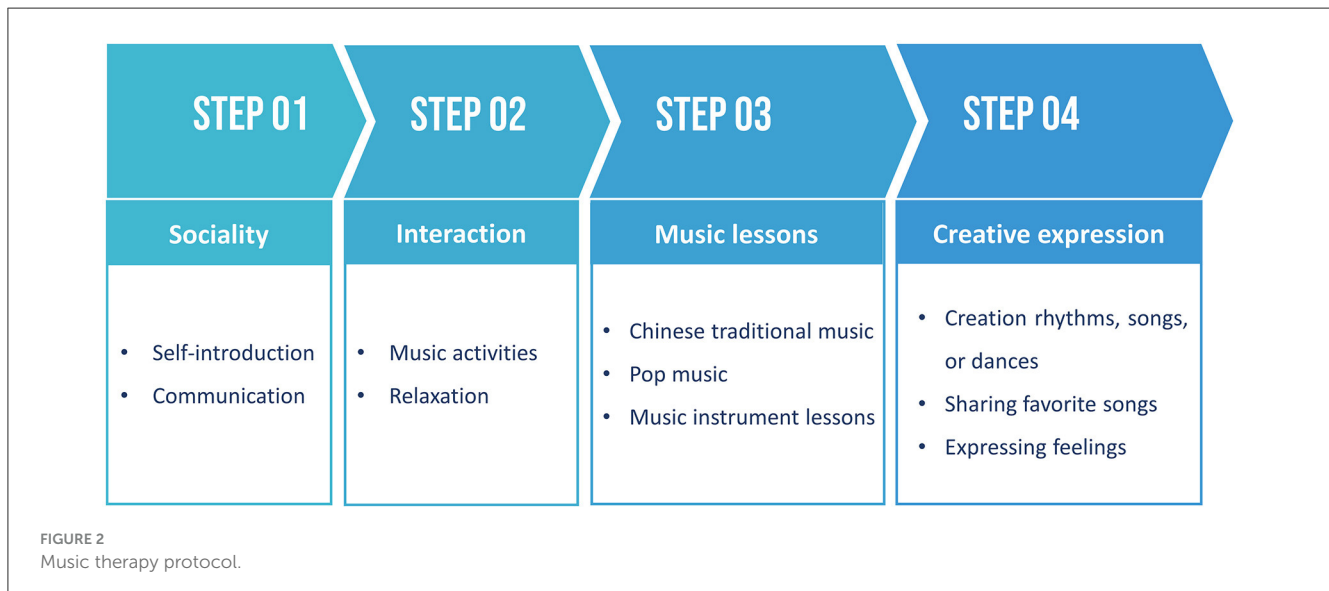 STEP 01
STEP 02
STEP 03
STEP 04
Sociality
Interaction
Music lessons
Creative expression
• Self-introduction
• Communication
• Music activities
• Relaxation
• Chinese traditional music
• Pop music
• Music instrument lessons
• Creation rhythms, songs,
or dances
• Sharing favorite songs
• Expressing feelings
FIGURE 2
Music therapy protocol.